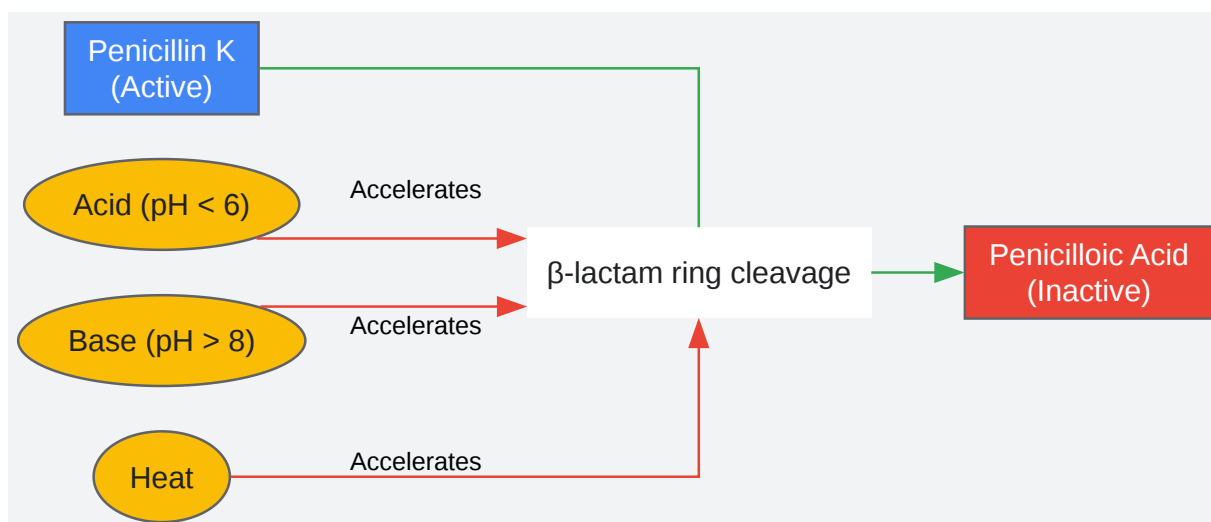 Penicillin K
(Active)
Acid (pH < 6)
Accelerates
β-lactam ring cleavage
Penicilloic Acid
(Inactive)
Base (pH > 8)
Accelerates
Heat
Accelerates